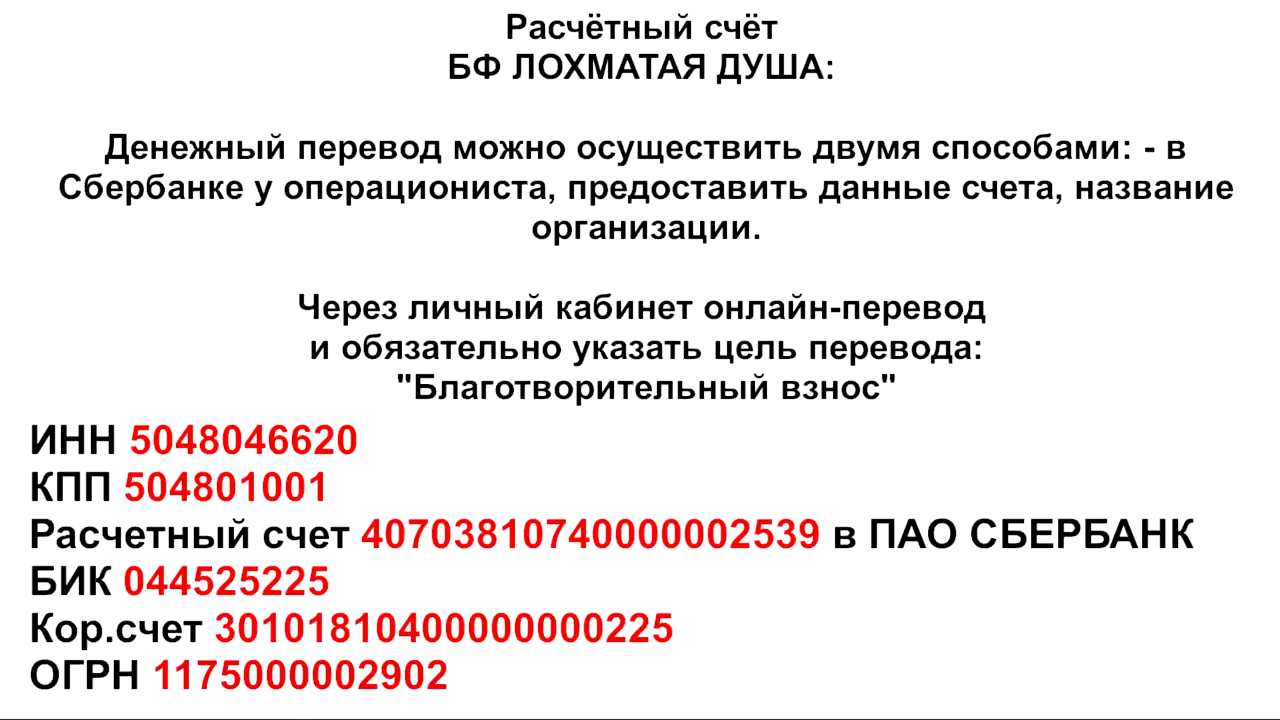 Расчётный счёт
БФ ЛОХМАТАЯ ДУША:
Денежный перевод можно осуществить двумя способами: - в
Сбербанке у операциониста, предоставить данные счета, название
организации.
Через личный кабинет онлайн-перевод
и обязательно указать цель перевода:
"Благотворительный взнос"
ИНН 5048046620
КПП 504801001
Расчетный счет 40703810740000002539 в ПАО СБЕРБАНК
БИК 044525225
Кор.счет 30101810400000000225
ОГРН 1175000002902